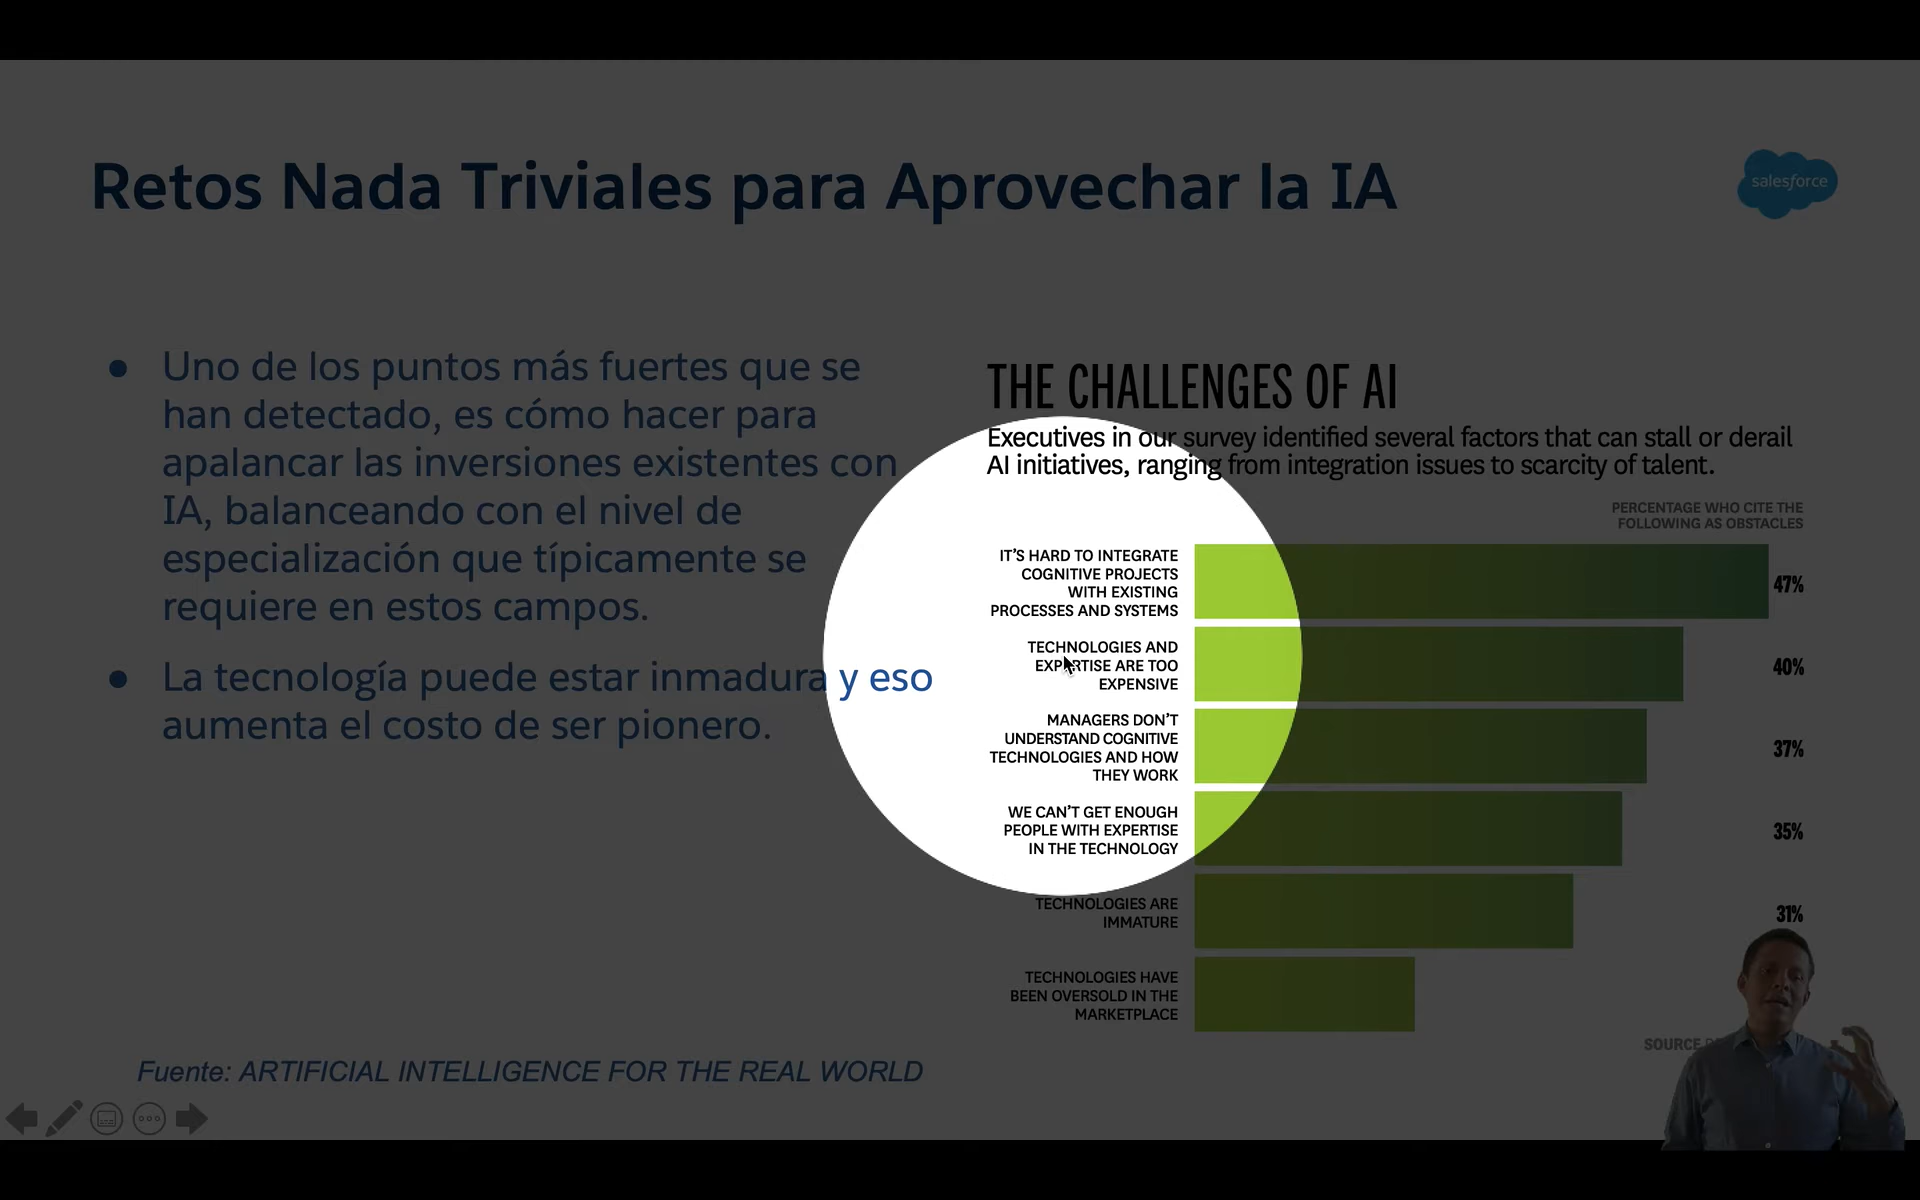 Retos Nada Triviales para Aprovechar la IA
salesforce
● Uno de los puntos más fuertes que se
han detectado, es cómo hacer para
apalancar las inversiones existentes con
IA, balanceando con el nivel de
especialización que típicamente se
requiere en estos campos.
● La tecnología puede estar inmadura y eso
aumenta el costo de ser pionero.
THE CHALLENGES OF AI
Executives in our survey identified several factors that can stall or derail
AI initiatives, ranging from integration issues to scarcity of talent.
PERCENTAGE WHO CITE THE
FOLLOWING AS OBSTACLES
IT’S HARD TO INTEGRATE
COGNITIVE PROJECTS
WITH EXISTING
PROCESSES AND SYSTEMS
47%
TECHNOLOGIES AND
EXPERTISE ARE TOO
EXPENSIVE
40%
MANAGERS DON’T
UNDERSTAND COGNITIVE
TECHNOLOGIES AND HOW
THEY WORK
37%
WE CAN’T GET ENOUGH
PEOPLE WITH EXPERTISE
IN THE TECHNOLOGY
35%
TECHNOLOGIES ARE
IMMATURE
31%
TECHNOLOGIES HAVE
BEEN OVERSOLD IN THE
MARKETPLACE
SOURCE
Fuente: ARTIFICIAL INTELLIGENCE FOR THE REAL WORLD